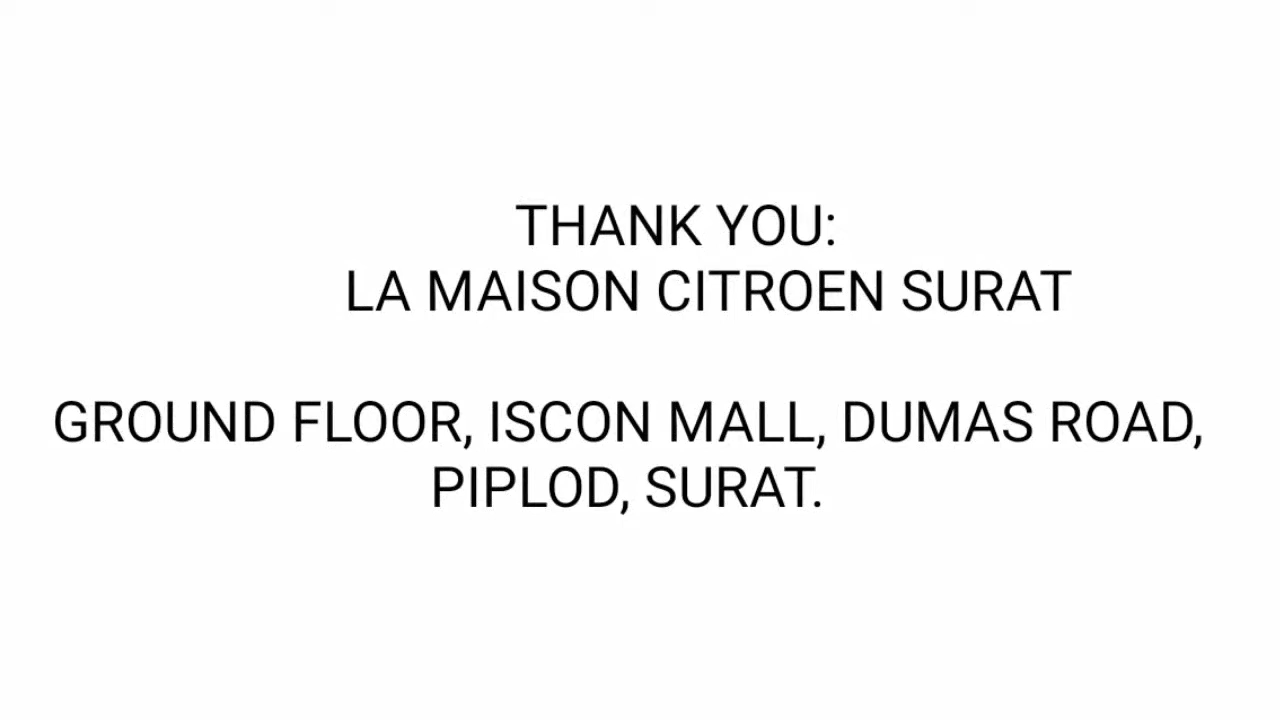 THANK YOU:
LA MAISON CITROEN SURAT
GROUND FLOOR, ISCON MALL, DUMAS ROAD,
PIPLOD, SURAT.